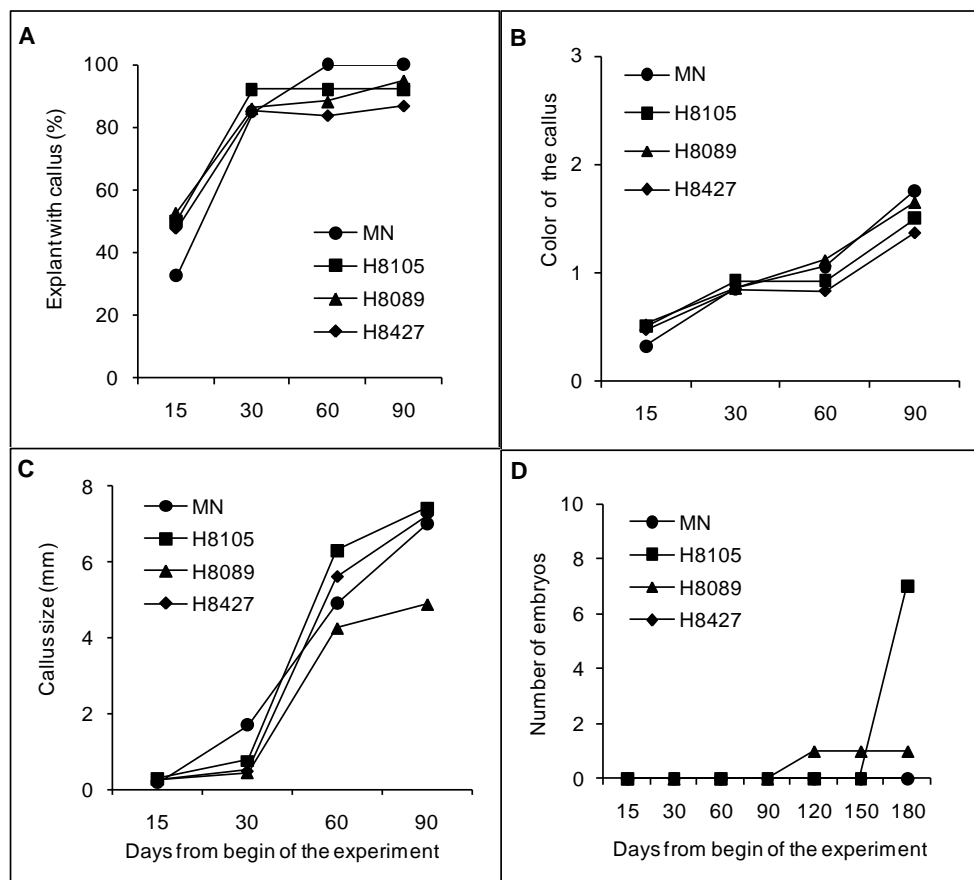 A
100
80
60
40
20
0
Explant with callus (%)
MN
H8105
H8089
H8427
15 30 60 90
B
3
2
1
0
Color of the callus
MN
H8105
H8089
H8427
15 30 60 90
C
8
6
4
2
0
Callus size (mm)
MN
H8105
H8089
H8427
15 30 60 90
Days from begin of the experiment
D
10
8
6
4
2
0
Number of embryos
MN
H8105
H8089
H8427
15 30 60 90 120 150 180
Days from begin of the experiment